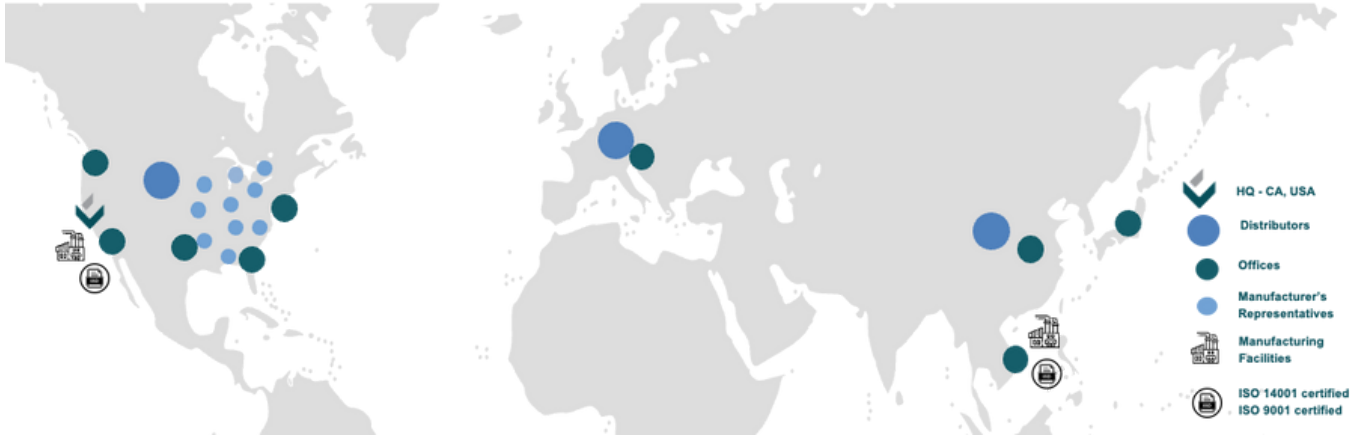 HQ - CA, USA
Distributors
Offices
Manufacturer's
Representatives
Manufacturing
Facilities
ISO 14001 certified
ISO 9001 certified